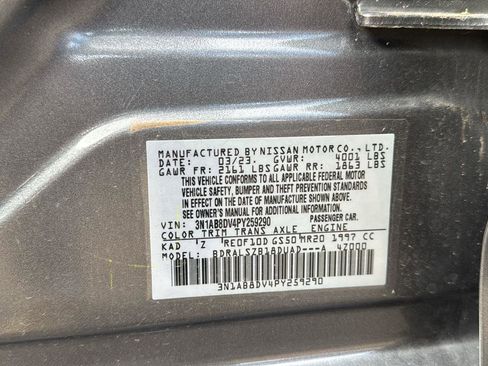 MANUFACTURED BY NISSAN MOTOR CO., LTD.
DATE: 03/23. GVWR: 4001 LBS
GAWR FR: 2161 LBS GAWR RR: 1863 LBS
THIS VEHICLE CONFORMS TO ALL APPLICABLE FEDERAL MOTOR
VEHICLE SAFETY, BUMPER AND THEFT PREVENTION STANDARDS
IN EFFECT ON THE DATE OF MANUFACTURE SHOWN ABOVE.
SEE OWNER'S MANUAL FOR ADDITIONAL INFORMATION.
VIN: 3N1AB8DV4PY259290 PASSENGER CAR.
COLOR TRIM TRANS AXLE ENGINE
KAD 'Z RE0F10D GS50 MR20 1997 CC
MODEL: BDRALSZB18DUAD---A 4Z000
3N1AB8DV4PY259290